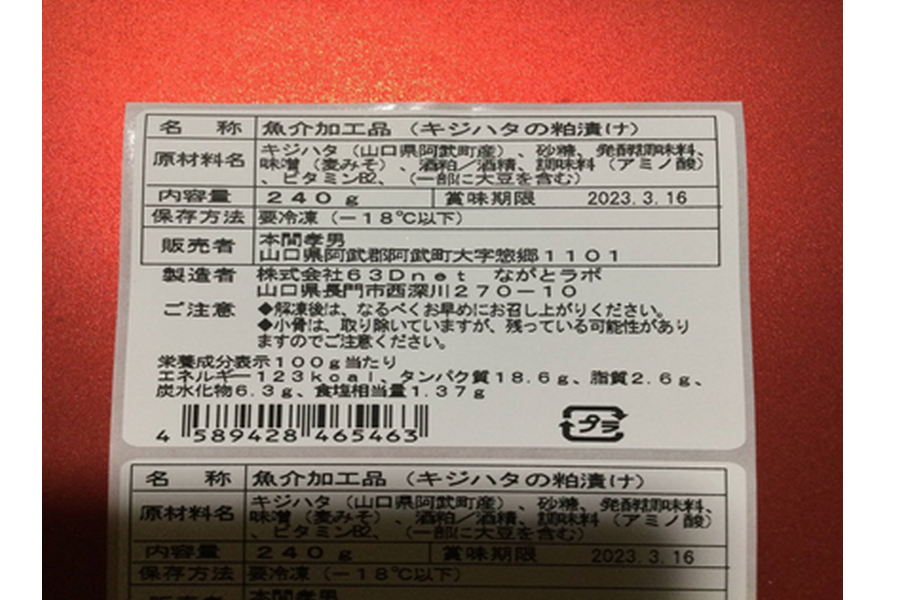 名 称 魚介加工品（キジハタの粕漬け）
原材料名 キジハタ（山口県阿武町産）、砂糖、発酵調味料、
味噌（麦みそ）、酒粕／酒精、調味料（アミノ酸）
、ビタミンB2、（一部に大豆を含む）
内容量 240g 賞味期限 2023.3.16
保存方法 要冷凍（－18℃以下）
販売者 本間孝男
山口県阿武郡阿武町大字惣郷1101
製造者 株式会社63Dnet ながとラボ
山口県長門市西深川270－10
ご注意 ◆解凍後は、なるべくお早めにお召し上がりください。
◆小骨は、取り除いていますが、残っている可能性があり
ますのでご注意ください。
栄養成分表示100g当たり
エネルギー123kcal、タンパク質18.6g、脂質2.6g、
炭水化物6.3g、食塩相当量1.37g
4 589428 465463
プラ
名 称 魚介加工品（キジハタの粕漬け）
原材料名 キジハタ（山口県阿武町産）、砂糖、発酵調味料、
味噌（麦みそ）、酒粕／酒精、調味料（アミノ酸）
、ビタミンB2、（一部に大豆を含む）
内容量 240g 賞味期限 2023.3.16
保存方法 要冷凍（－18℃以下）
販売者 本間孝男